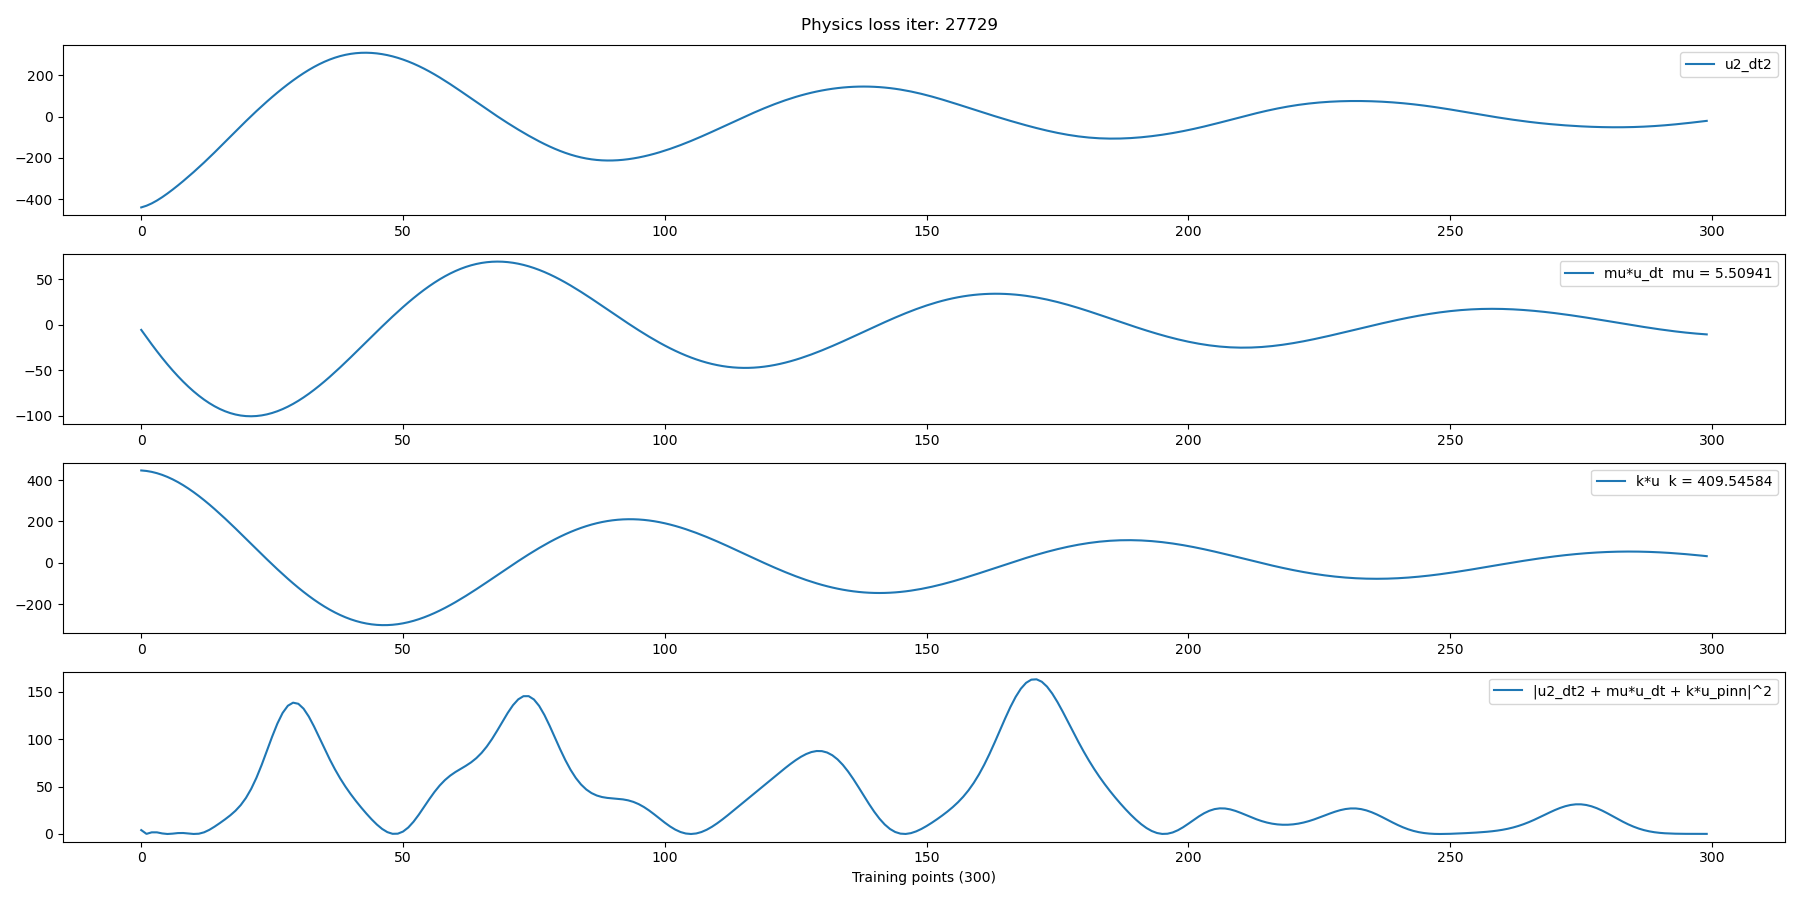 Physics loss iter: 27729
u2_dt2
200
0
−200
−400
0 50 100 150 200 250 300
mu*u_dt  mu = 5.50941
50
0
−50
−100
0 50 100 150 200 250 300
k*u  k = 409.54584
400
200
0
−200
0 50 100 150 200 250 300
|u2_dt2 + mu*u_dt + k*u_pinn|^2
150
100
50
0
0 50 100 150 200 250 300
Training points (300)